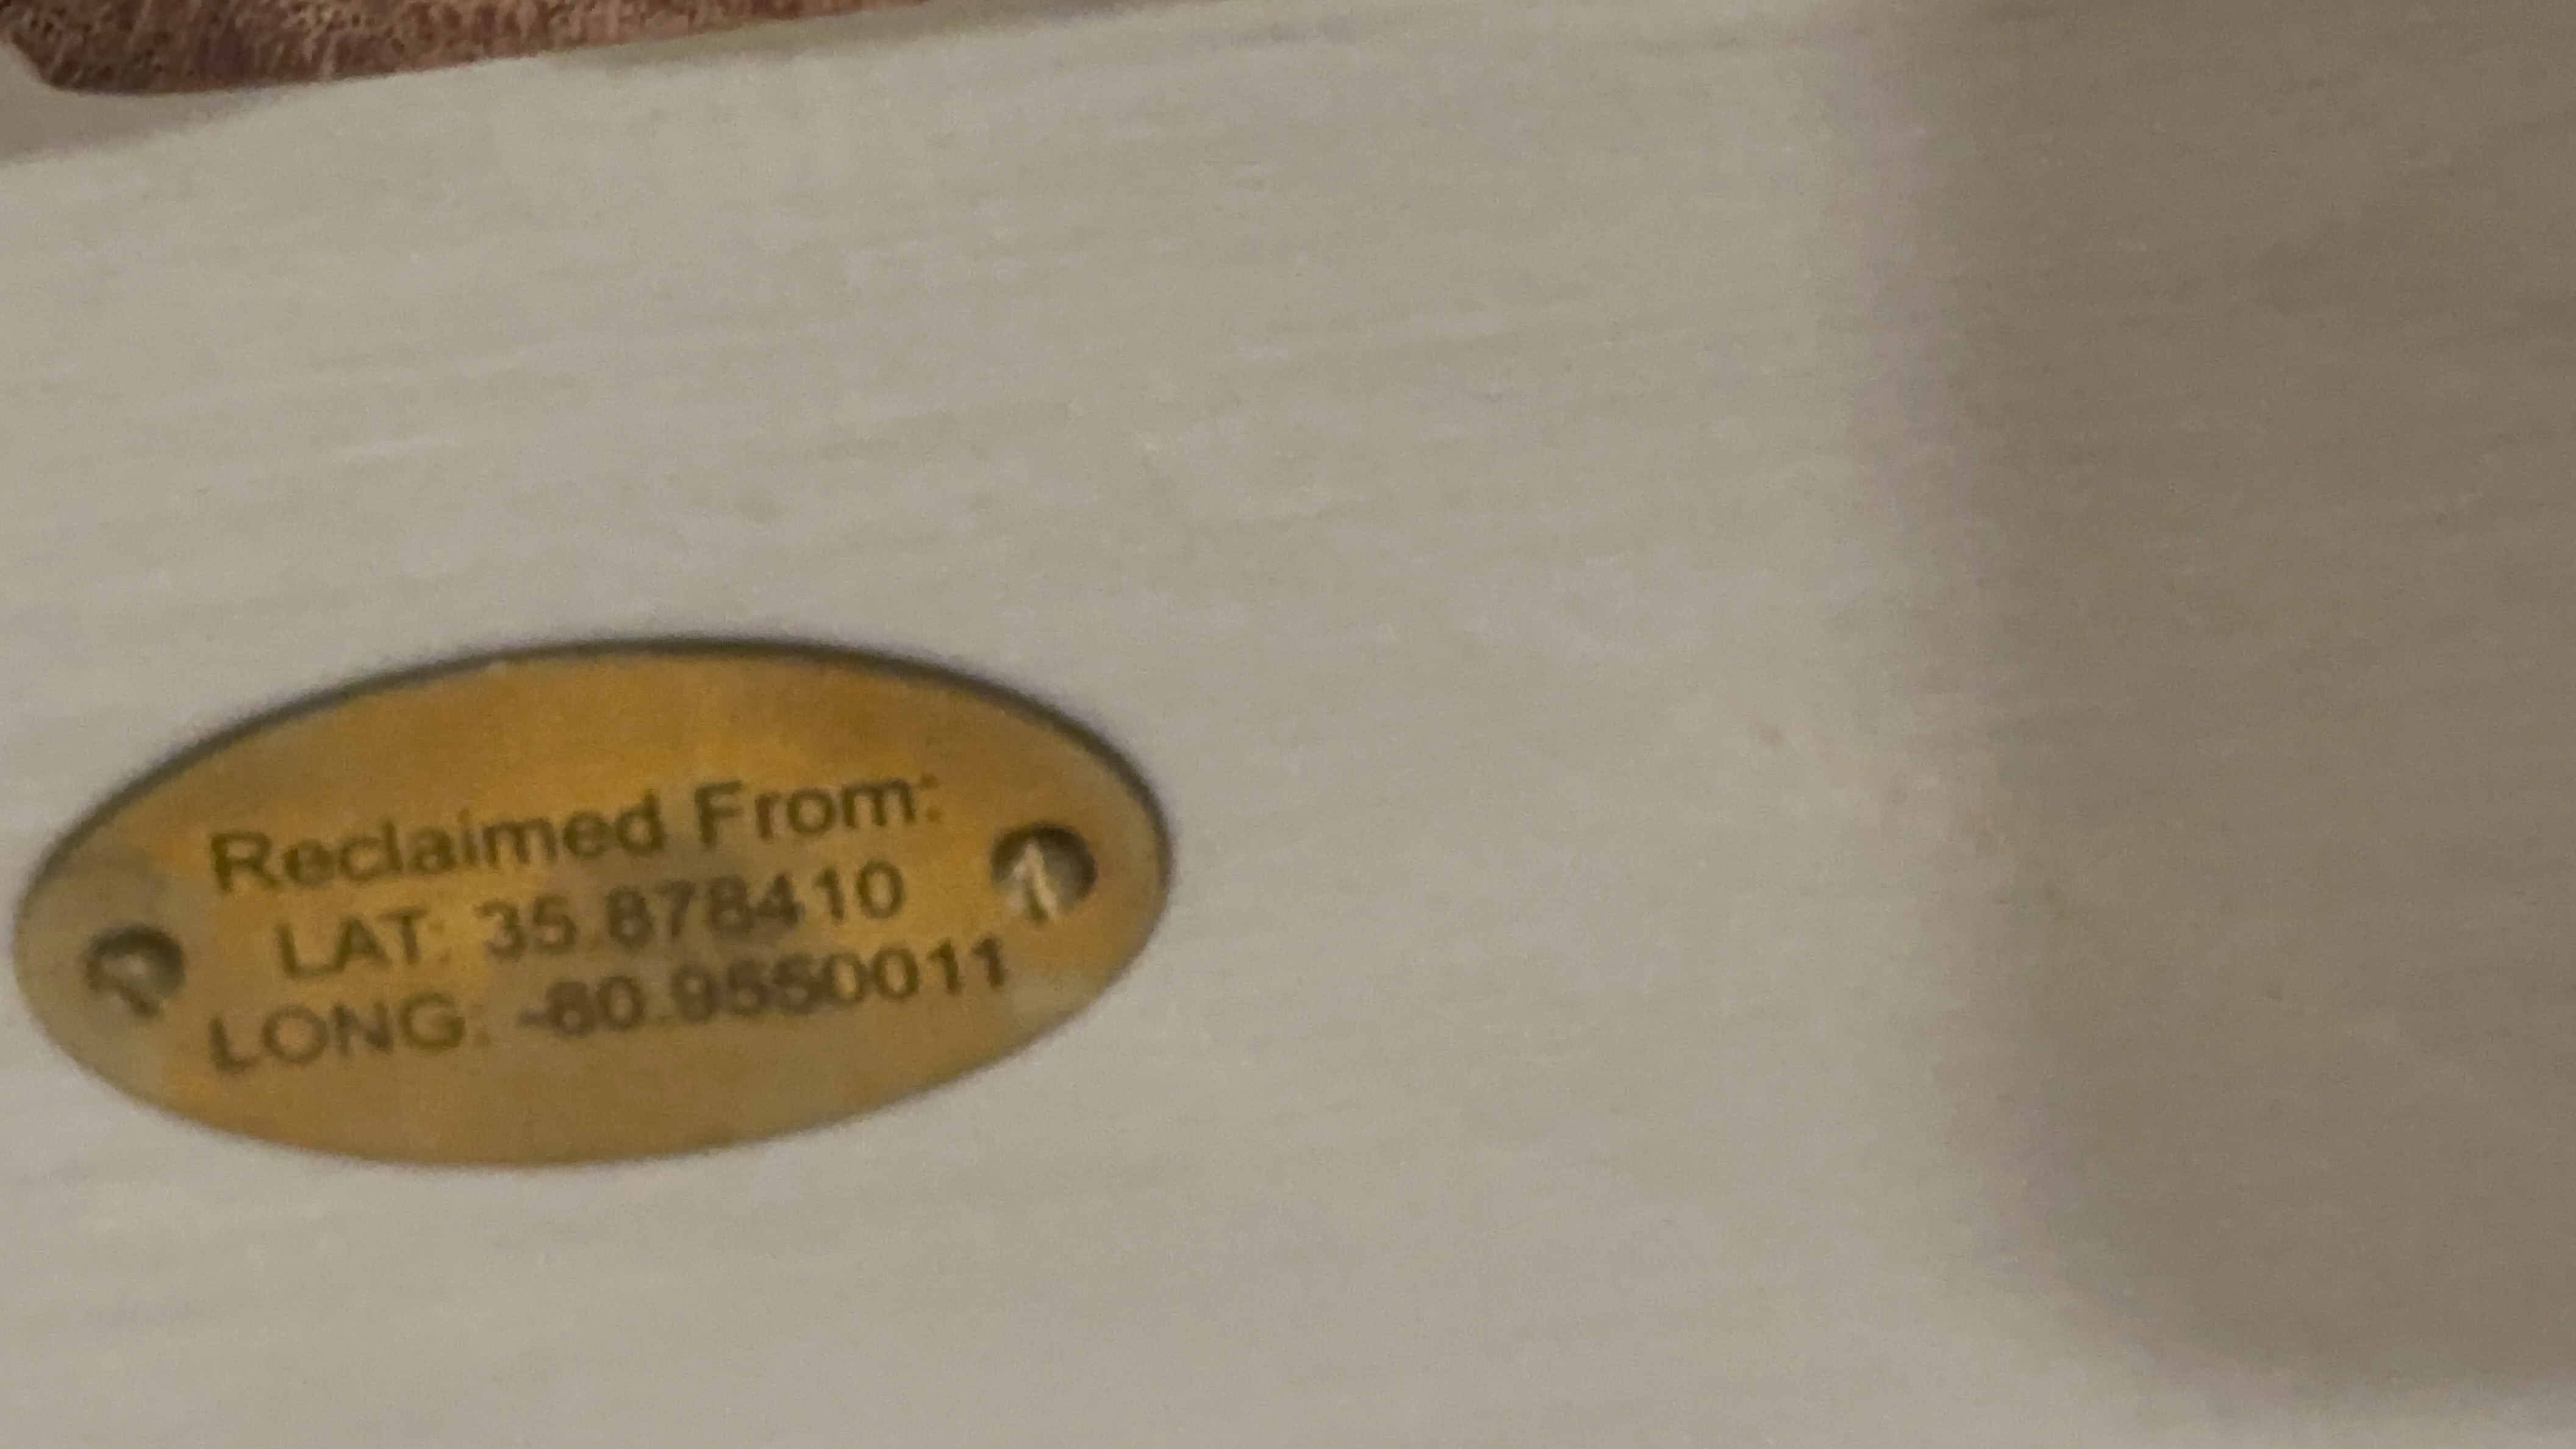 Reclaimed From:
LAT: 35.878410
LONG: -80.9550011